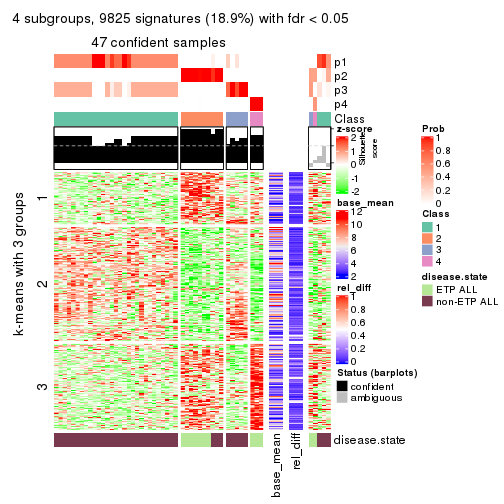 4 subgroups, 9825 signatures (18.9%) with fdr < 0.05
47 confident samples
p1
p2
p3
p4
Class
z-score
2
1
0
-1
-2
Silhouette
score
base_mean
12
10
8
6
4
2
rel_diff
1
0.8
0.6
0.4
0.2
0
Status (barplots)
confident
ambiguous
Prob
1
0.8
0.6
0.4
0.2
0
Class
1
2
3
4
disease.state
ETP ALL
non-ETP ALL
k-means with 3 groups
1
2
3
base_mean
rel_diff
disease.state